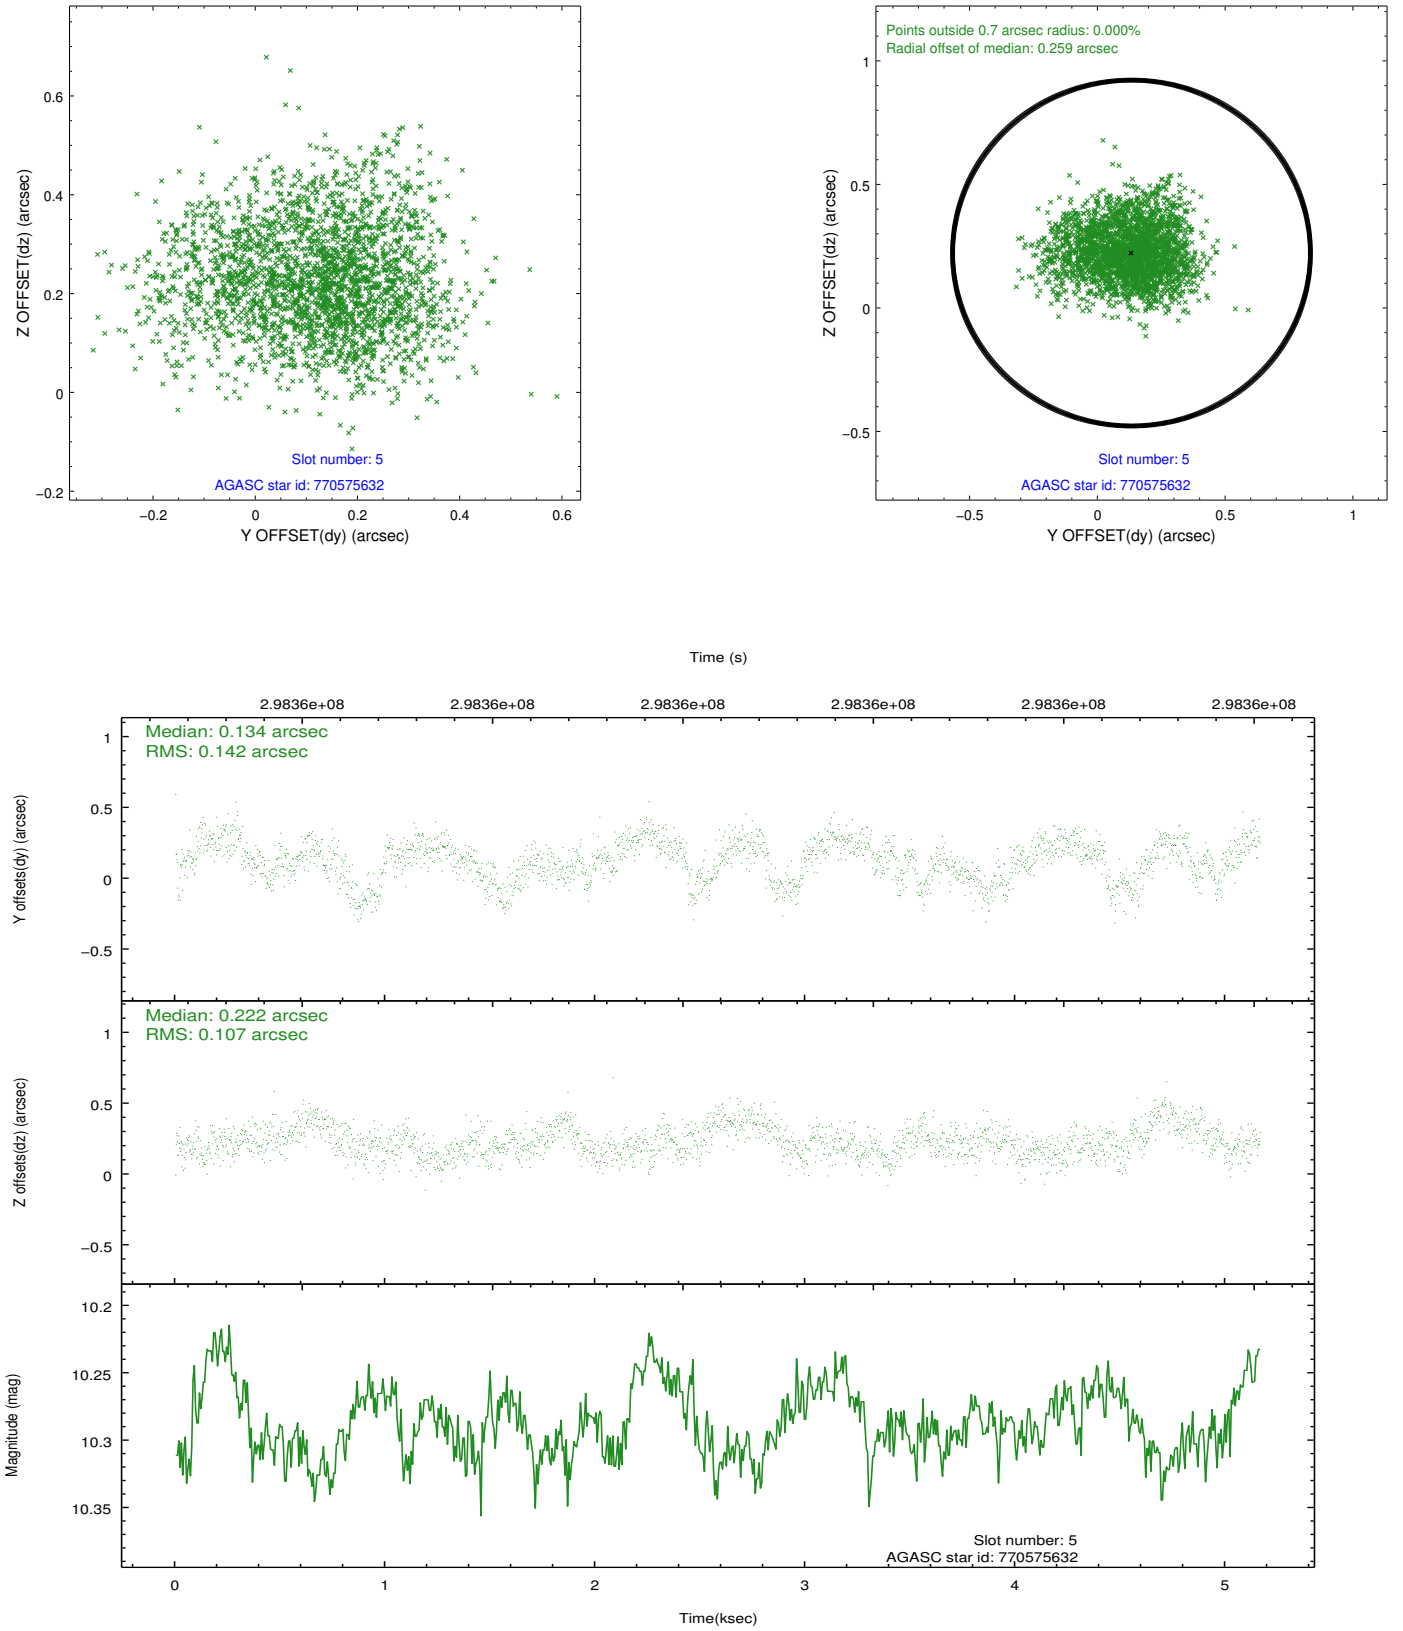 0.6
0.4
0.2
0
−0.2
Z OFFSET(dz) (arcsec)
−0.2 0 0.2 0.4 0.6
Y OFFSET(dy) (arcsec)
Slot number: 5
AGASC star id: 770575632
Points outside 0.7 arcsec radius: 0.000%
Radial offset of median: 0.259 arcsec
1
0.5
0
−0.5
Z OFFSET(dz) (arcsec)
Slot number: 5
AGASC star id: 770575632
−0.5 0 0.5 1
Y OFFSET(dy) (arcsec)
Time (s)
2.9836e+08 2.9836e+08 2.9836e+08 2.9836e+08 2.9836e+08 2.9836e+08
Median: 0.134 arcsec
RMS: 0.142 arcsec
1
0.5
0
−0.5
Y offsets(dy) (arcsec)
Median: 0.222 arcsec
RMS: 0.107 arcsec
1
0.5
0
−0.5
Z offsets(dz) (arcsec)
10.2
10.25
10.3
10.35
Magnitude (mag)
Slot number: 5
AGASC star id: 770575632
0 1 2 3 4 5
Time(ksec)